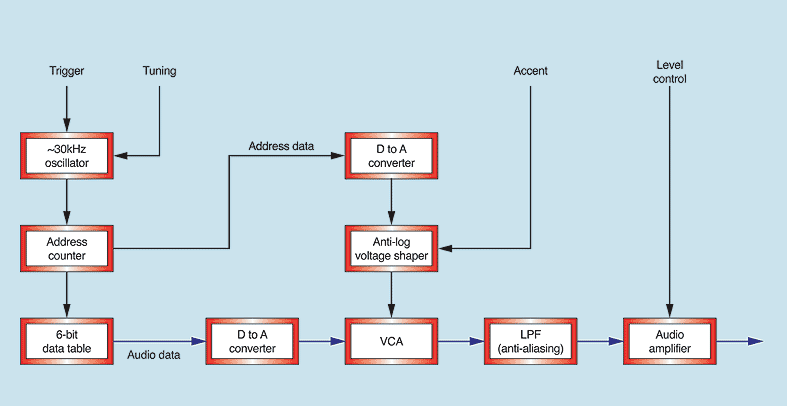 Trigger
Tuning
Accent
Level
control
~30kHz
oscillator
Address data
D to A
converter
Address
counter
Anti-log
voltage shaper
6-bit
data table
Audio data
D to A
converter
VCA
LPF
(anti-aliasing)
Audio
amplifier